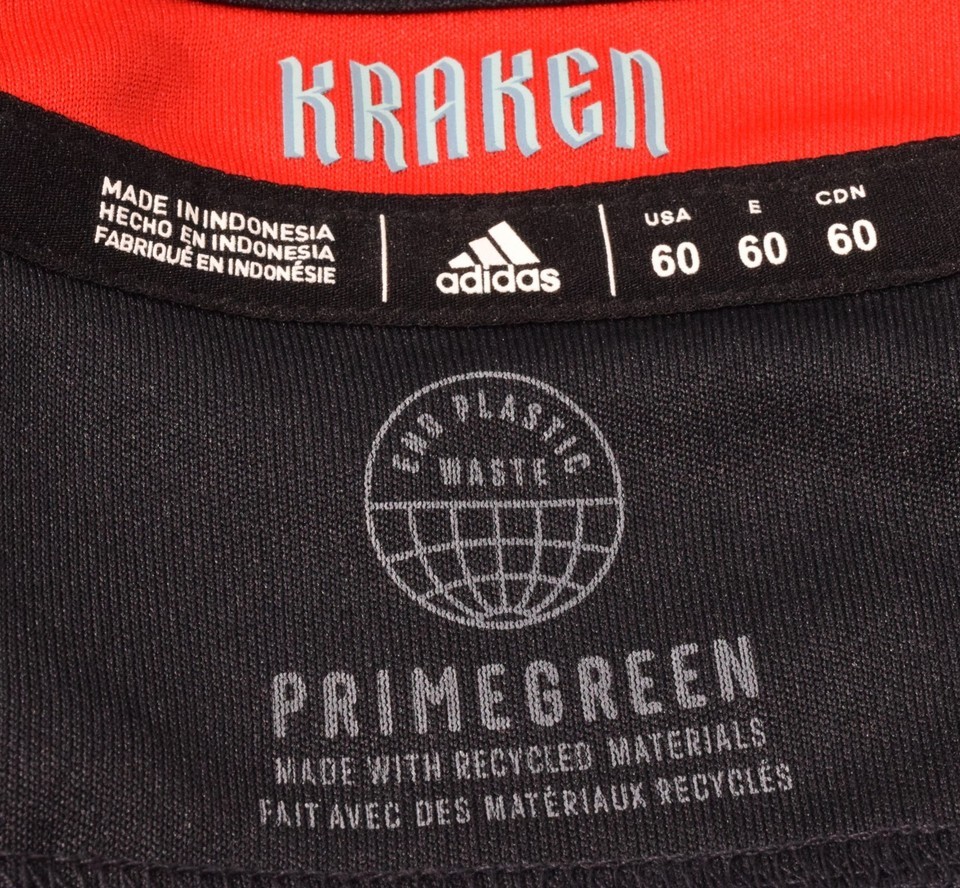 KRAKEN
MADE IN INDONESIA
HECHO EN INDONESIA
FABRIQUÉ EN INDONÉSIE
adidas
USA E CDN
60 60 60
END PLASTIC
WASTE
PRIMEGREEN
MADE WITH RECYCLED MATERIALS
FAIT AVEC DES MATÉRIAUX RECYCLÉS